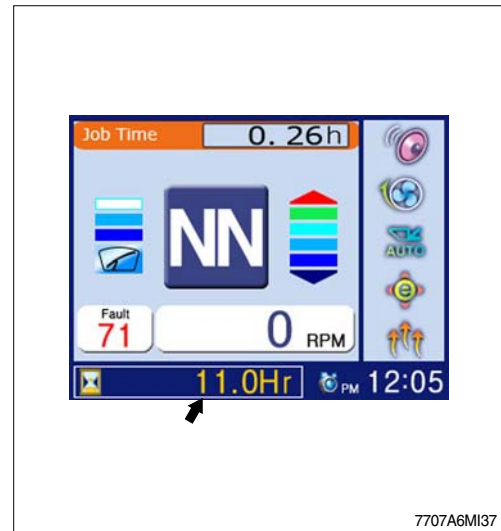 Job Time 0.26h
NN
AUTO
e
Fault
71 0 RPM
11.0Hr PM 12:05
7707A6MI37